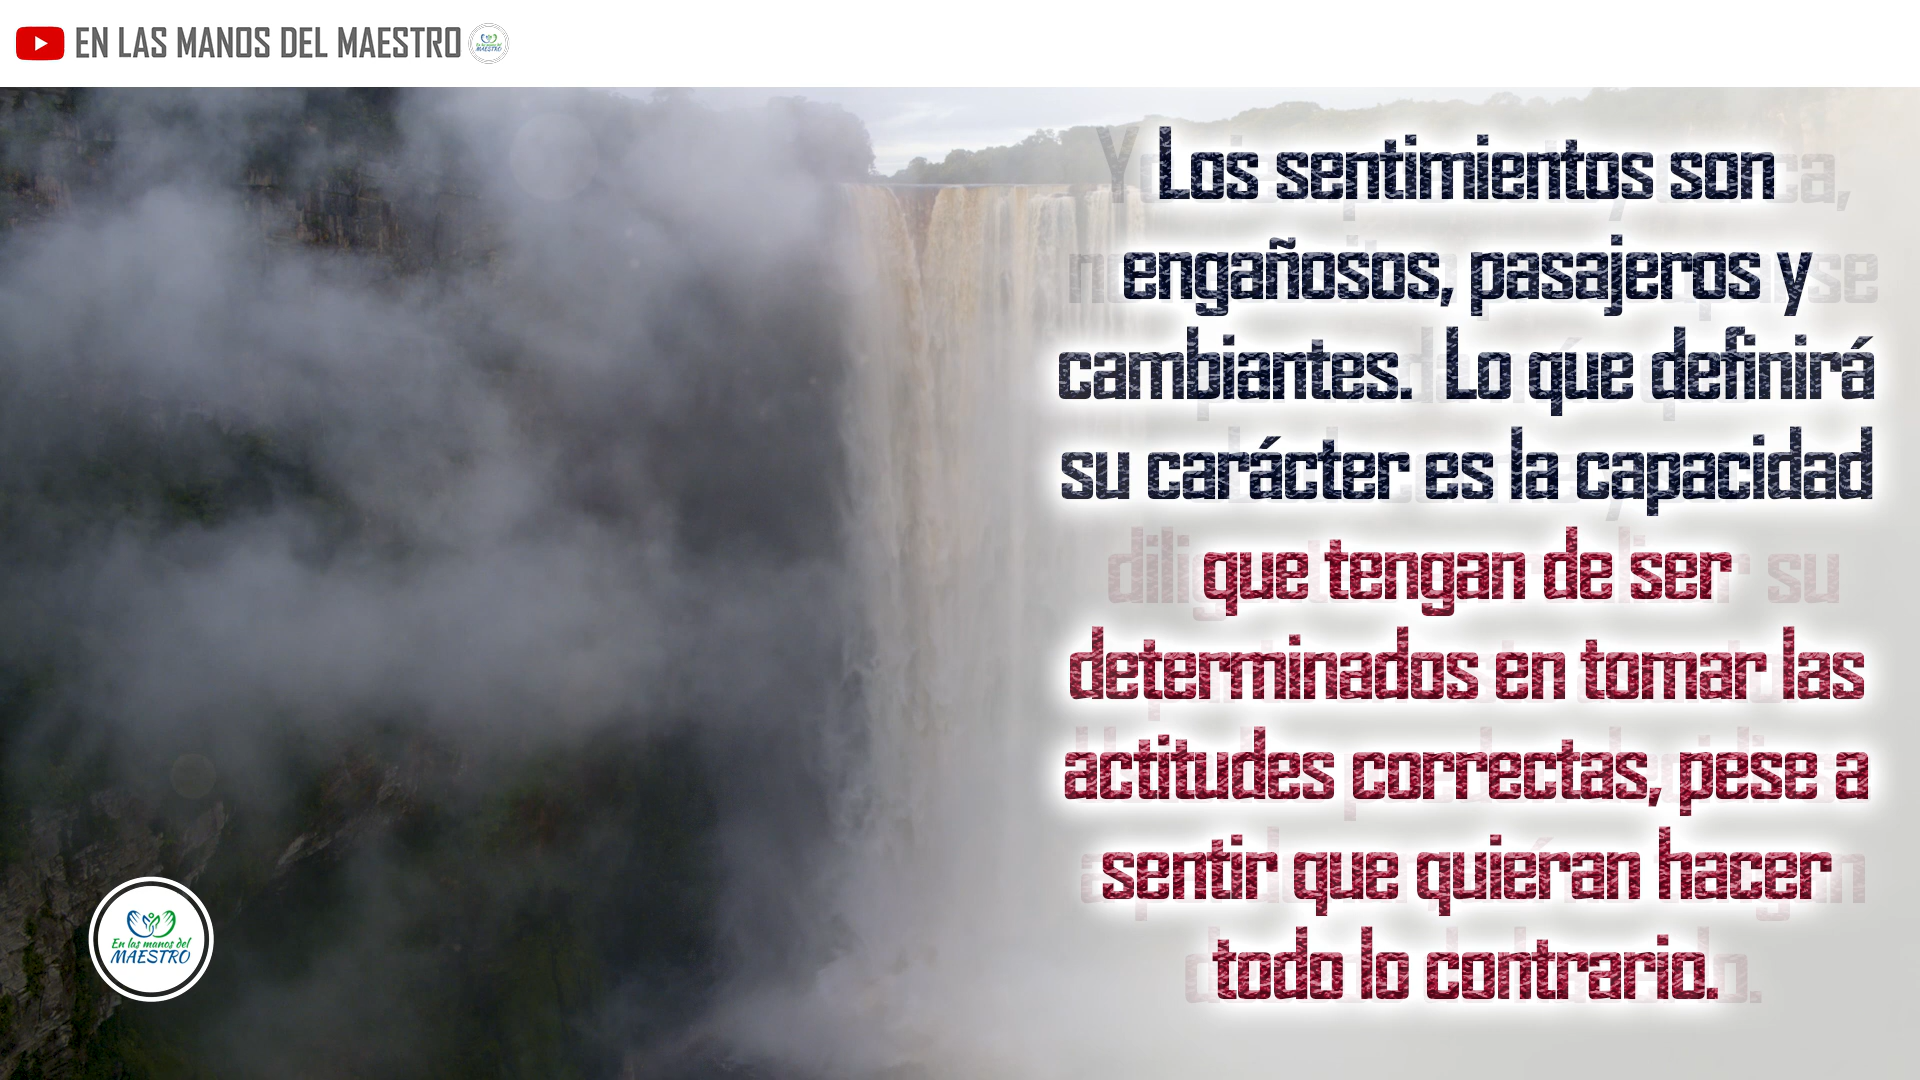 EN LAS MANOS DEL MAESTRO
Los sentimientos son
engañosos, pasajeros y
cambiantes. Lo que definirá
su carácter es la capacidad
que tengan de ser
determinados en tomar las
actitudes correctas, pese a
sentir que quieran hacer
todo lo contrario.
En las manos del
MAESTRO